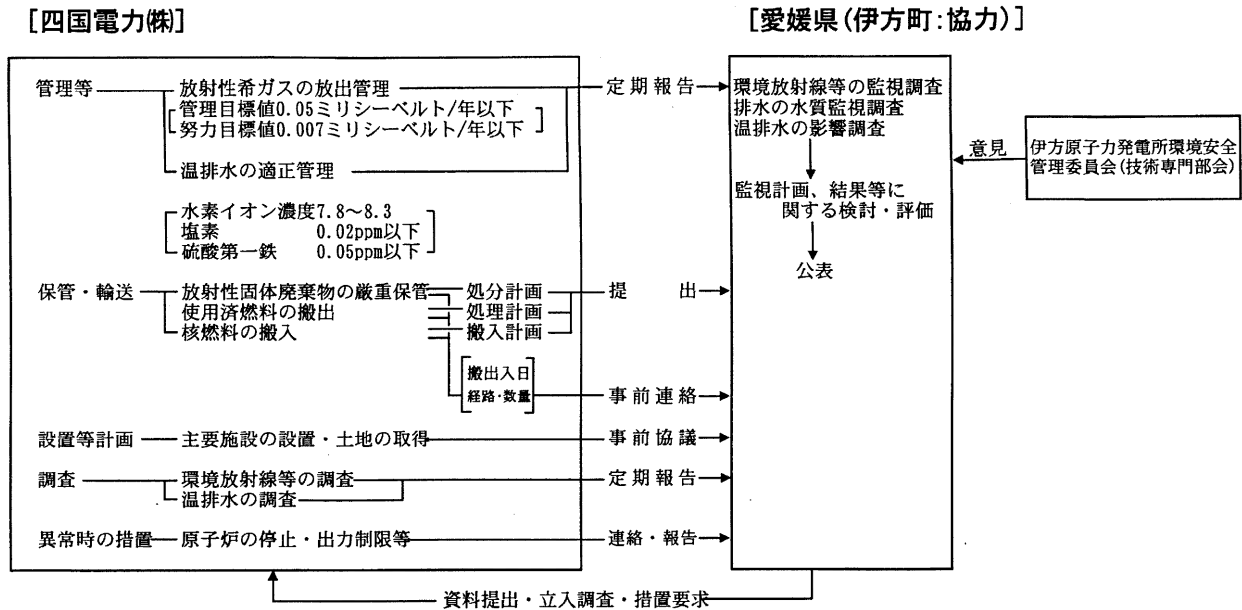 [四国電力㈱]
[愛媛県(伊方町:協力)]
管理等
放射性希ガスの放出管理
管理目標値0.05ミリシーベルト/年以下
努力目標値0.007ミリシーベルト/年以下
温排水の適正管理
水素イオン濃度7.8～8.3
塩素 0.02ppm以下
硫酸第一鉄 0.05ppm以下
保管・輸送
放射性固体廃棄物の厳重保管
使用済燃料の搬出
核燃料の搬入
処分計画
処理計画
搬入計画
搬出入日
経路・数量
設置等計画
主要施設の設置・土地の取得
調査
環境放射線等の調査
温排水の調査
異常時の措置
原子炉の停止・出力制限等
定期報告
提出
事前連絡
事前協議
定期報告
連絡・報告
環境放射線等の監視調査
排水の水質監視調査
温排水の影響調査
監視計画、結果等に
関する検討・評価
公表
意見
伊方原子力発電所環境安全
管理委員会(技術専門部会)
資料提出・立入調査・措置要求